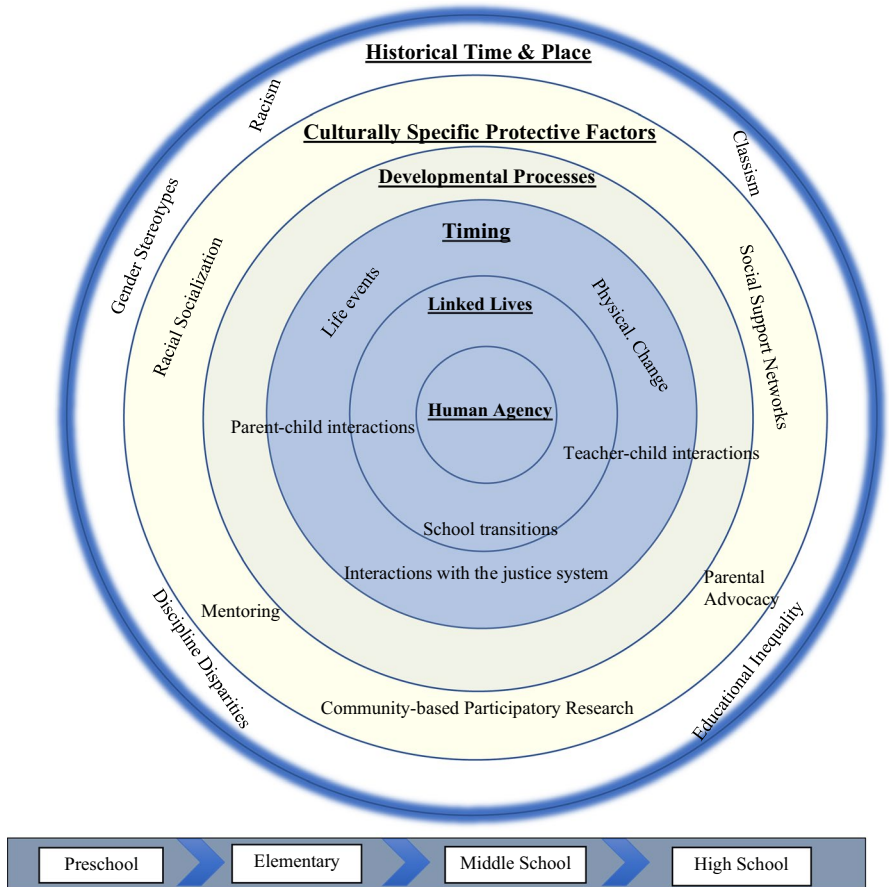 Historical Time & Place
Racism
Culturally Specific Protective Factors
Classism
Developmental Processes
Gender Stereotypes
Timing
Racial Socialization
Life events
Physical. Change
Social Support Networks
Linked Lives
Human Agency
Parent-child interactions
Teacher-child interactions
School transitions
Interactions with the justice system
Parental
Advocacy
Mentoring
Discipline Disparities
Educational Inequality
Community-based Participatory Research
Preschool
Elementary
Middle School
High School